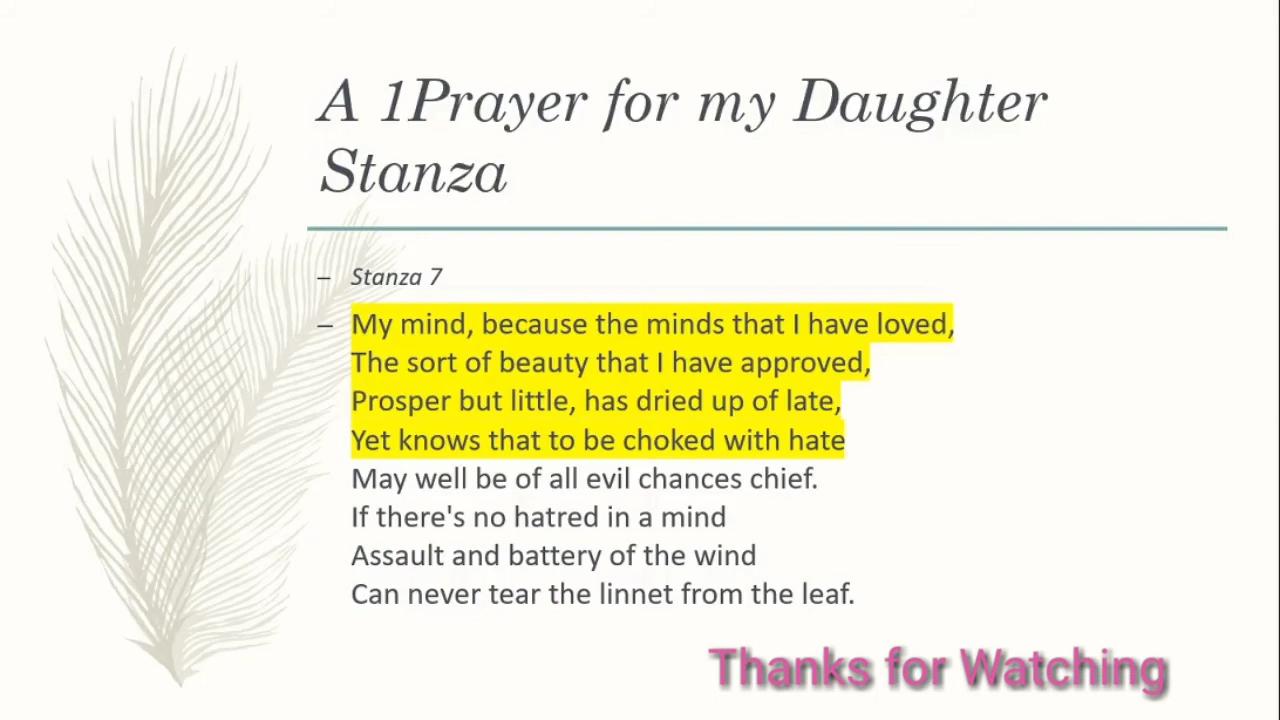 A 1Prayer for my Daughter
Stanza
– Stanza 7
– My mind, because the minds that I have loved,
The sort of beauty that I have approved,
Prosper but little, has dried up of late,
Yet knows that to be choked with hate
May well be of all evil chances chief.
If there's no hatred in a mind
Assault and battery of the wind
Can never tear the linnet from the leaf.
Thanks for Watching